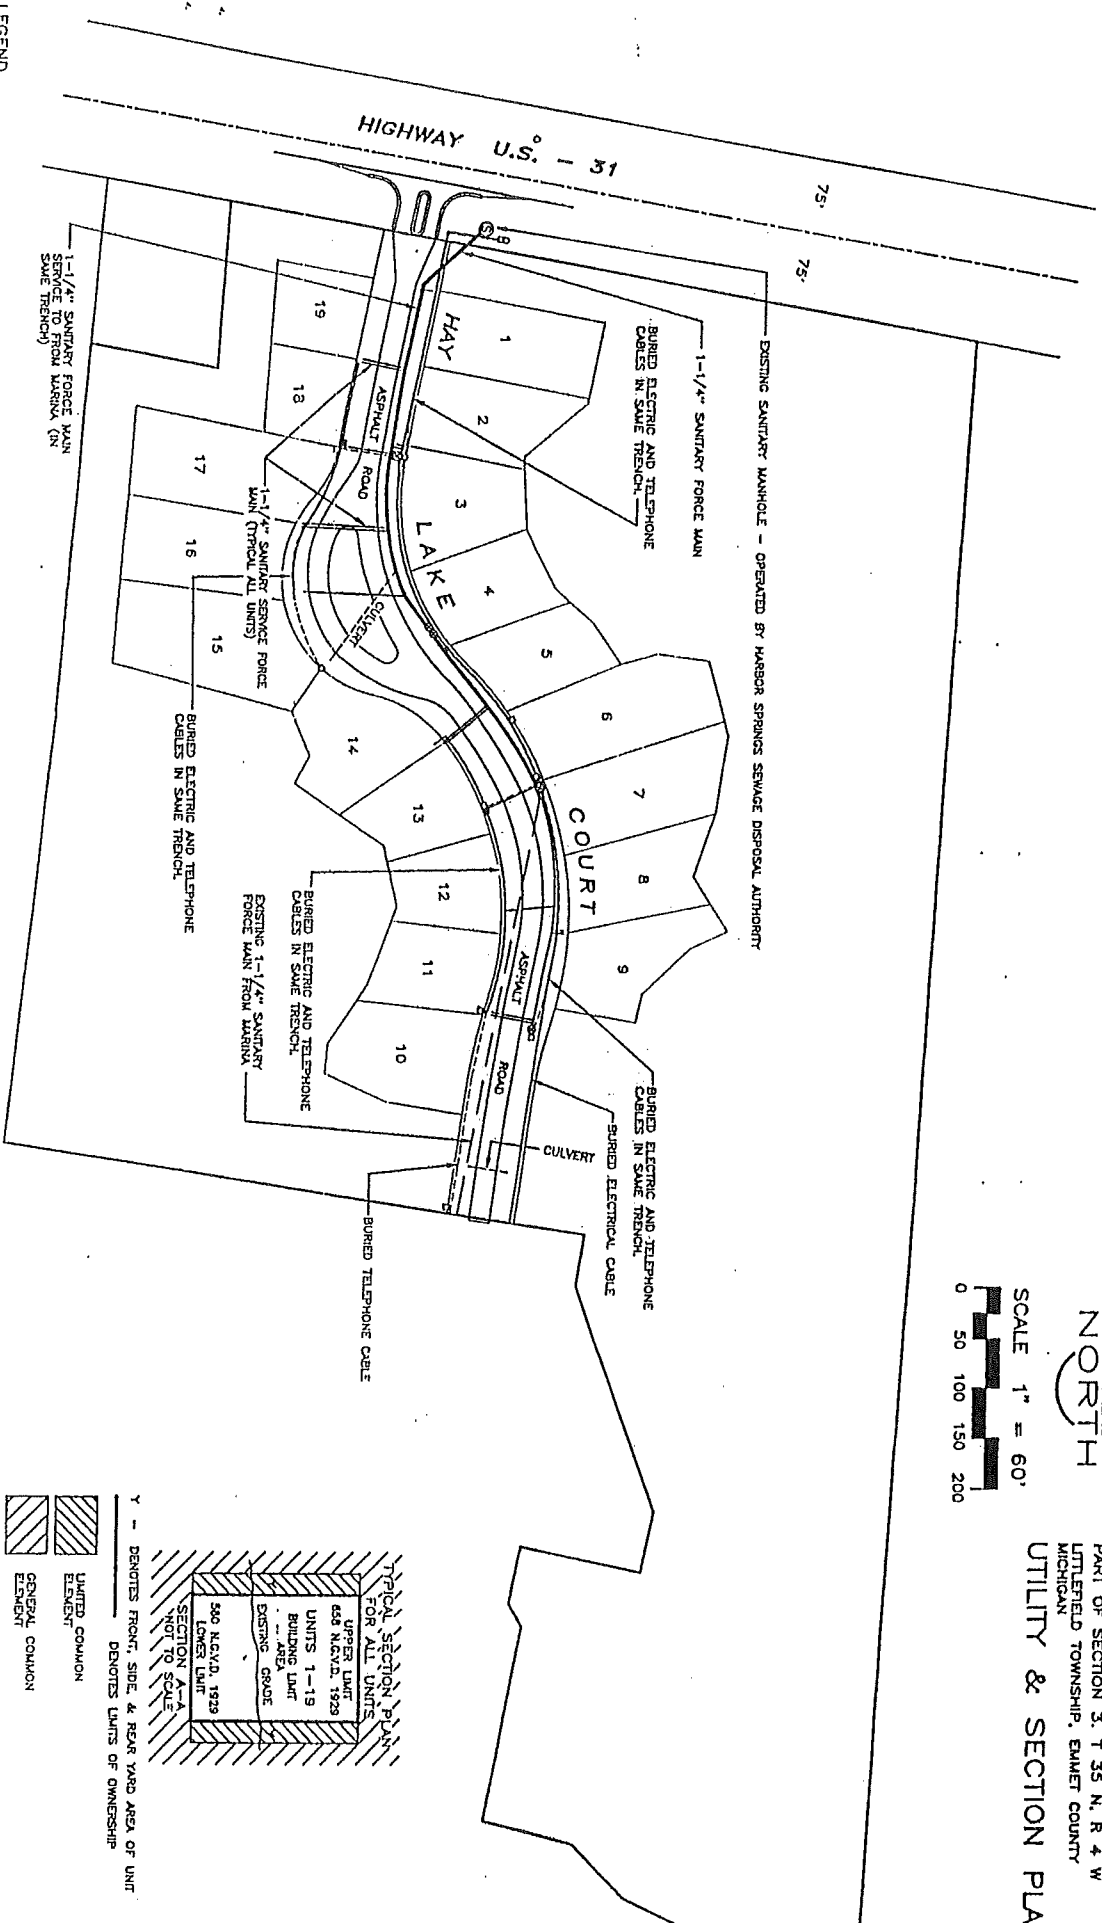 PART OF SECTION 3, T 35 N, R 4 W
LITTLEFIELD TOWNSHIP, EMMET COUNTY
MICHIGAN
UTILITY & SECTION PLA
NORTH
SCALE 1" = 60'
0 50 100 150 200
HIGHWAY U.S. - 31
75'
75'
EXISTING SANITARY MANHOLE - OPERATED BY HARBOR SPRINGS SEWAGE DISPOSAL AUTHORITY
1-1/4" SANITARY FORCE MAIN
BURIED ELECTRIC AND TELEPHONE
CABLES IN SAME TRENCH.
S
HAY LAKE COURT
1
2
3
4
5
6
7
8
9
10
11
12
13
14
15
16
17
18
19
ASPHALT ROAD
CULVERT
ASPHALT ROAD
CULVERT
BURIED ELECTRIC AND TELEPHONE
CABLES IN SAME TRENCH.
BURIED ELECTRICAL CABLE
BURIED TELEPHONE CABLE
BURIED ELECTRIC AND TELEPHONE
CABLES IN SAME TRENCH.
EXISTING 1-1/4" SANITARY
FORCE MAIN FROM MARINA
1-1/4" SANITARY SERVICE FORCE
MAIN (TYPICAL ALL UNITS)
BURIED ELECTRIC AND TELEPHONE
CABLES IN SAME TRENCH.
1-1/4" SANITARY FORCE MAIN
SERVICE TO FROM MARINA (IN
SAME TRENCH)
LEGEND
TYPICAL SECTION PLAN
FOR ALL UNITS
UPPER LIMIT
658 N.G.V.D. 1929
UNITS 1-19
BUILDING LIMIT
AREA
EXISTING GRADE
580 N.G.V.D. 1929
LOWER LIMIT
SECTION A-A
NOT TO SCALE
Y - DENOTES FRONT, SIDE, & REAR YARD AREA OF UNIT
DENOTES LIMITS OF OWNERSHIP
LIMITED COMMON
ELEMENT
GENERAL COMMON
ELEMENT